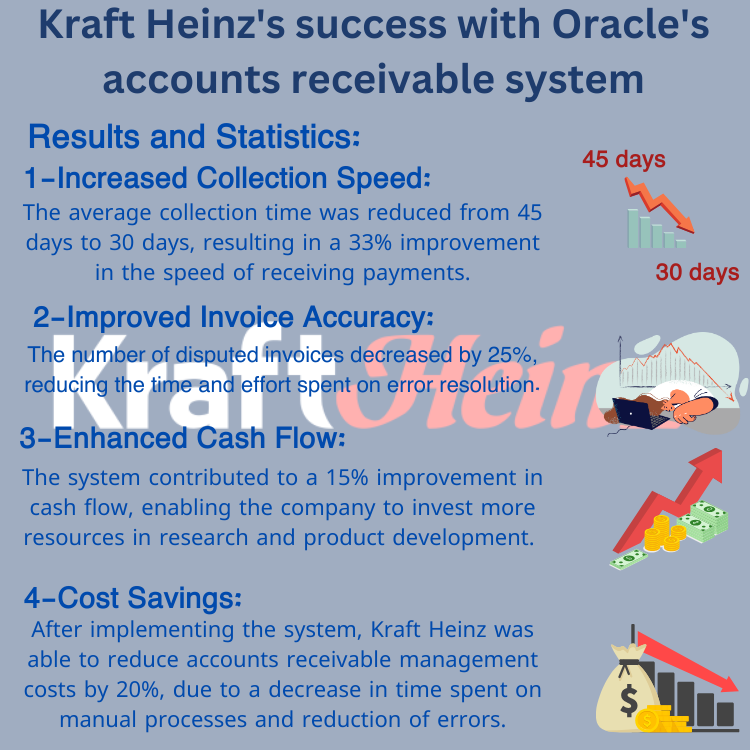 Kraft Heinz's success with Oracle's
accounts receivable system
Results and Statistics:
1-Increased Collection Speed:
The average collection time was reduced from 45
days to 30 days, resulting in a 33% improvement
in the speed of receiving payments.
45 days
30 days
2-Improved Invoice Accuracy:
The number of disputed invoices decreased by 25%,
reducing the time and effort spent on error resolution.
KraftHein
3-Enhanced Cash Flow:
The system contributed to a 15% improvement in
cash flow, enabling the company to invest more
resources in research and product development.
4-Cost Savings:
After implementing the system, Kraft Heinz was
able to reduce accounts receivable management
costs by 20%, due to a decrease in time spent on
manual processes and reduction of errors.
$